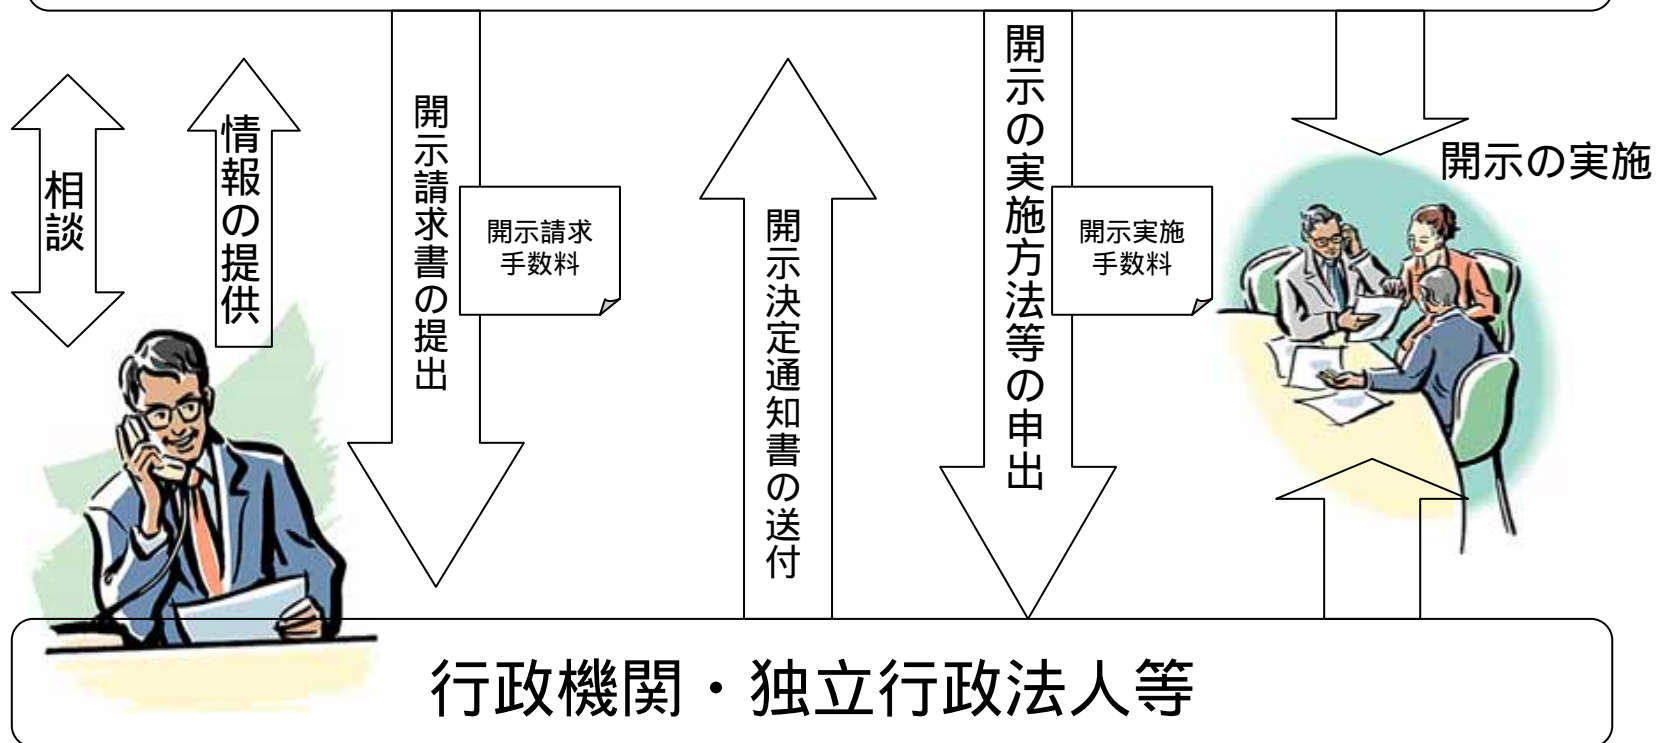 相談
情報の提供
開示請求書の提出
開示請求
手数料
開示決定通知書の送付
開示の実施方法等の申出
開示実施
手数料
開示の実施
行政機関・独立行政法人等